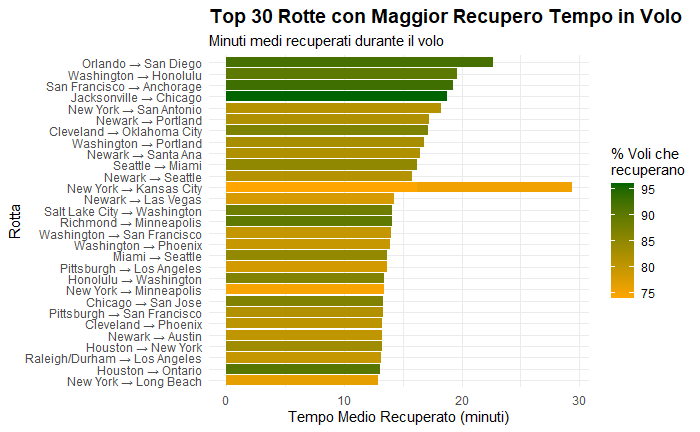 Top 30 Rotte con Maggior Recupero Tempo in Volo
Minuti medi recuperati durante il volo
Rotta
Orlando → San Diego
Washington → Honolulu
San Francisco → Anchorage
Jacksonville → Chicago
New York → San Antonio
Newark → Portland
Cleveland → Oklahoma City
Washington → Portland
Newark → Santa Ana
Seattle → Miami
Newark → Seattle
New York → Kansas City
Newark → Las Vegas
Salt Lake City → Washington
Richmond → Minneapolis
Washington → San Francisco
Washington → Phoenix
Miami → Seattle
Pittsburgh → Los Angeles
Honolulu → Washington
New York → Minneapolis
Chicago → San Jose
Pittsburgh → San Francisco
Cleveland → Phoenix
Newark → Austin
Houston → New York
Raleigh/Durham → Los Angeles
Houston → Ontario
New York → Long Beach
0 10 20 30
Tempo Medio Recuperato (minuti)
% Voli che
recuperano
95
90
85
80
75